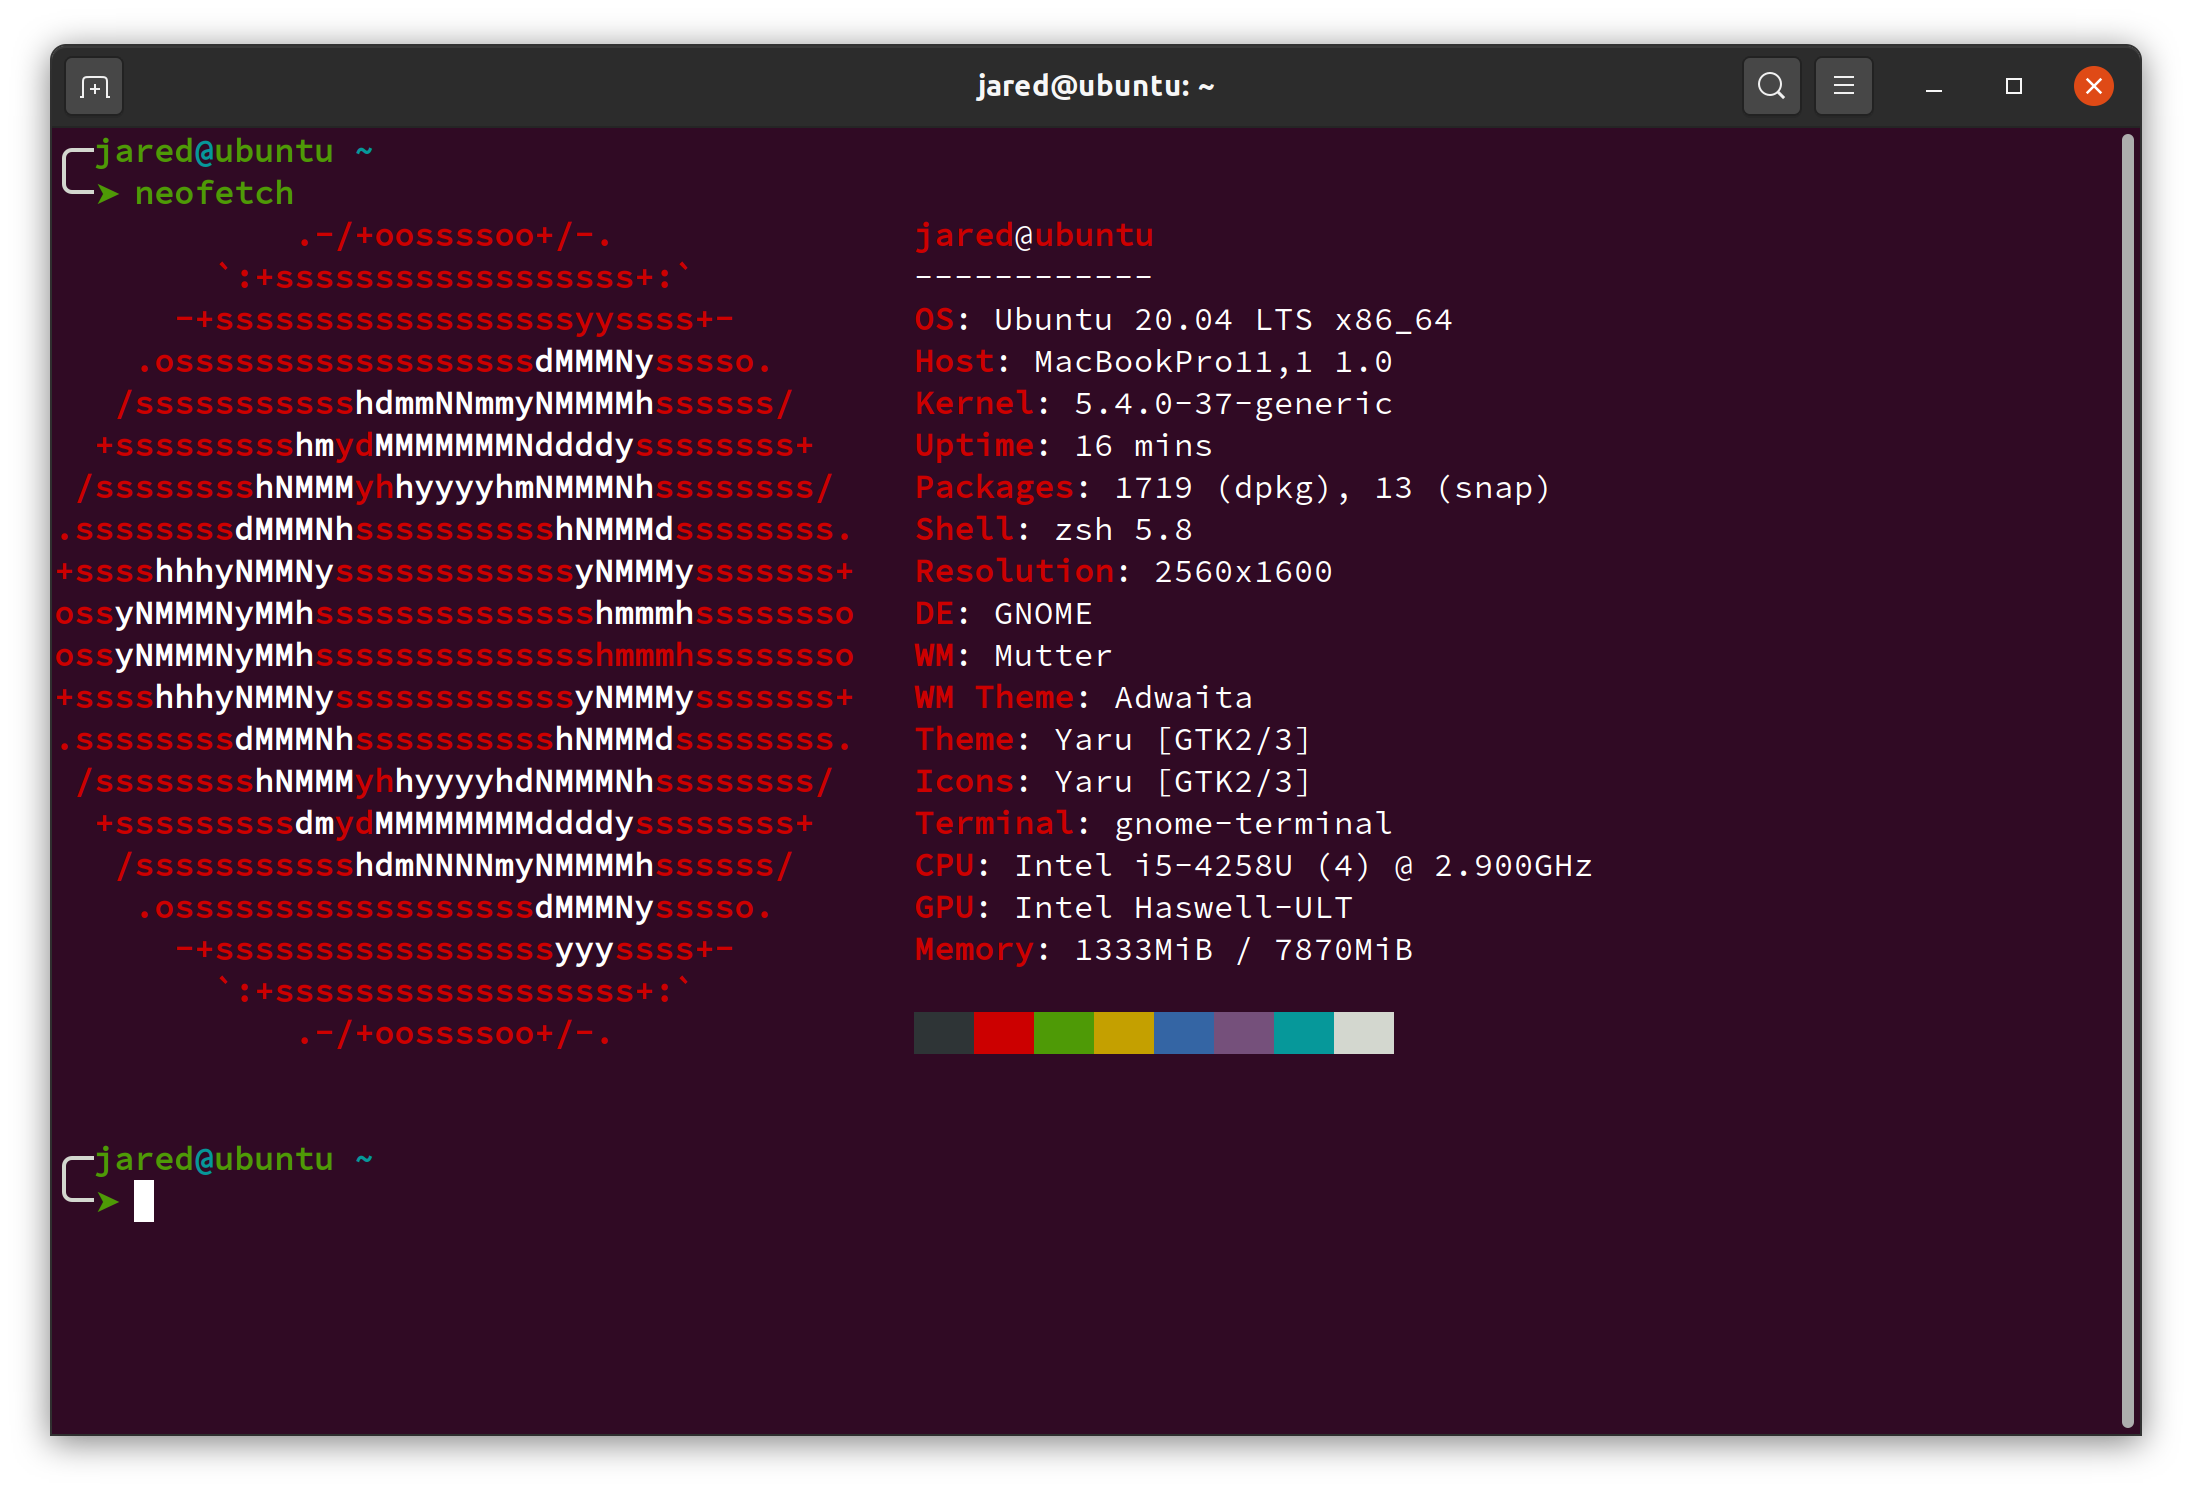 jared@ubuntu: ~
jared@ubuntu ~
➤ neofetch
            .-/+oossssoo+/-.               jared@ubuntu
        `:+ssssssssssssssssss+:`           ------------
      -+ssssssssssssssssssyyssss+-         OS: Ubuntu 20.04 LTS x86_64
    .ossssssssssssssssssdMMMNysssso.       Host: MacBookPro11,1 1.0
   /ssssssssssshdmmNNmmyNMMMMhssssss/      Kernel: 5.4.0-37-generic
  +ssssssssshmydMMMMMMMNddddyssssssss+     Uptime: 16 mins
 /sssssssshNMMMyhhyyyyhmNMMMNhssssssss/    Packages: 1719 (dpkg), 13 (snap)
.ssssssssdMMMNhsssssssssshNMMMdssssssss.   Shell: zsh 5.8
+sssshhhyNMMNyssssssssssssyNMMMysssssss+   Resolution: 2560x1600
ossyNMMMNyMMhsssssssssssssshmmmhssssssso   DE: GNOME
ossyNMMMNyMMhsssssssssssssshmmmhssssssso   WM: Mutter
+sssshhhyNMMNyssssssssssssyNMMMysssssss+   WM Theme: Adwaita
.ssssssssdMMMNhsssssssssshNMMMdssssssss.   Theme: Yaru [GTK2/3]
 /sssssssshNMMMyhhyyyyhdNMMMNhssssssss/    Icons: Yaru [GTK2/3]
  +sssssssssdmydMMMMMMMMddddyssssssss+     Terminal: gnome-terminal
   /ssssssssssshdmNNNNmyNMMMMhssssss/      CPU: Intel i5-4258U (4) @ 2.900GHz
    .ossssssssssssssssssdMMMNysssso.       GPU: Intel Haswell-ULT
      -+sssssssssssssssssyyyssss+-         Memory: 1333MiB / 7870MiB
        `:+ssssssssssssssssss+:`
            .-/+oossssoo+/-.
jared@ubuntu ~
➤